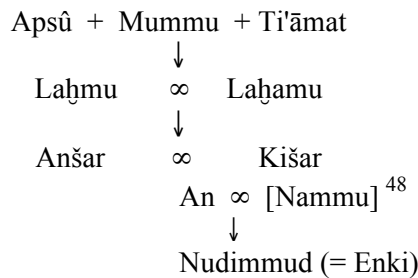 Apsû + Mummu + Ti'āmat
↓
Laḫmu ∞ Laḫamu
↓
Anšar ∞ Kišar
An ∞ [Nammu] 48
↓
Nudimmud (= Enki)